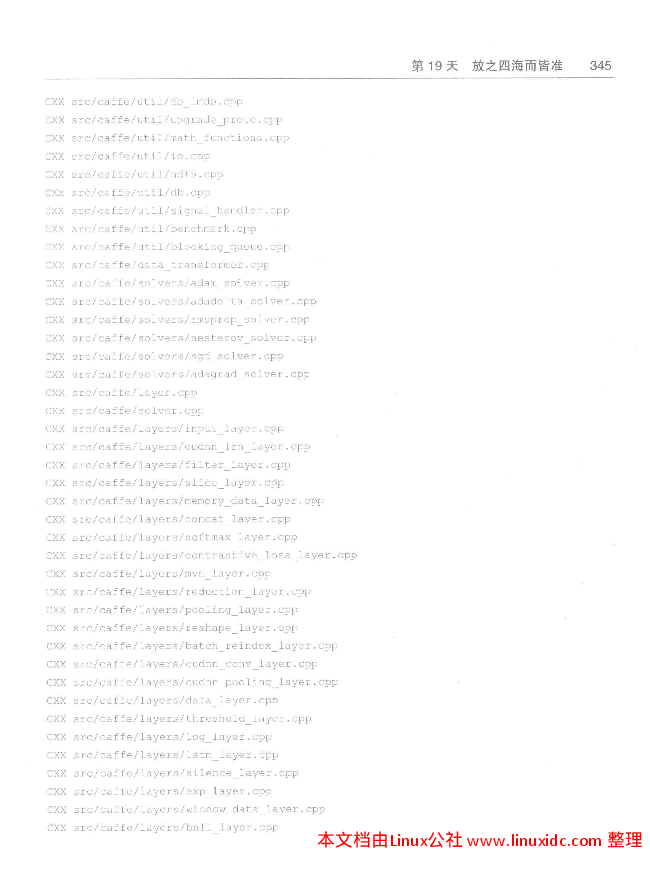 第 19 天 放之四海而皆准 345
CXX src/caffe/util/db_lmdb.cpp
CXX src/caffe/util/upgrade_proto.cpp
CXX src/caffe/util/math_functions.cpp
CXX src/caffe/util/io.cpp
CXX src/caffe/util/hdf5.cpp
CXX src/caffe/util/db.cpp
CXX src/caffe/util/signal_handler.cpp
CXX src/caffe/util/benchmark.cpp
CXX src/caffe/util/blocking_queue.cpp
CXX src/caffe/data_transformer.cpp
CXX src/caffe/solvers/adam_solver.cpp
CXX src/caffe/solvers/adadelta_solver.cpp
CXX src/caffe/solvers/rmsprop_solver.cpp
CXX src/caffe/solvers/nesterov_solver.cpp
CXX src/caffe/solvers/sgd_solver.cpp
CXX src/caffe/solvers/adagrad_solver.cpp
CXX src/caffe/layer.cpp
CXX src/caffe/solver.cpp
CXX src/caffe/layers/input_layer.cpp
CXX src/caffe/layers/cudnn_lrn_layer.cpp
CXX src/caffe/layers/filter_layer.cpp
CXX src/caffe/layers/slice_layer.cpp
CXX src/caffe/layers/memory_data_layer.cpp
CXX src/caffe/layers/concat_layer.cpp
CXX src/caffe/layers/softmax_layer.cpp
CXX src/caffe/layers/contrastive_loss_layer.cpp
CXX src/caffe/layers/mvn_layer.cpp
CXX src/caffe/layers/reduction_layer.cpp
CXX src/caffe/layers/pooling_layer.cpp
CXX src/caffe/layers/reshape_layer.cpp
CXX src/caffe/layers/batch_reindex_layer.cpp
CXX src/caffe/layers/cudnn_conv_layer.cpp
CXX src/caffe/layers/cudnn_pooling_layer.cpp
CXX src/caffe/layers/data_layer.cpp
CXX src/caffe/layers/threshold_layer.cpp
CXX src/caffe/layers/log_layer.cpp
CXX src/caffe/layers/lstm_layer.cpp
CXX src/caffe/layers/silence_layer.cpp
CXX src/caffe/layers/exp_layer.cpp
CXX src/caffe/layers/window_data_layer.cpp
CXX src/caffe/layers/bnll_layer.cpp
本文档由Linux公社 www.linuxidc.com 整理